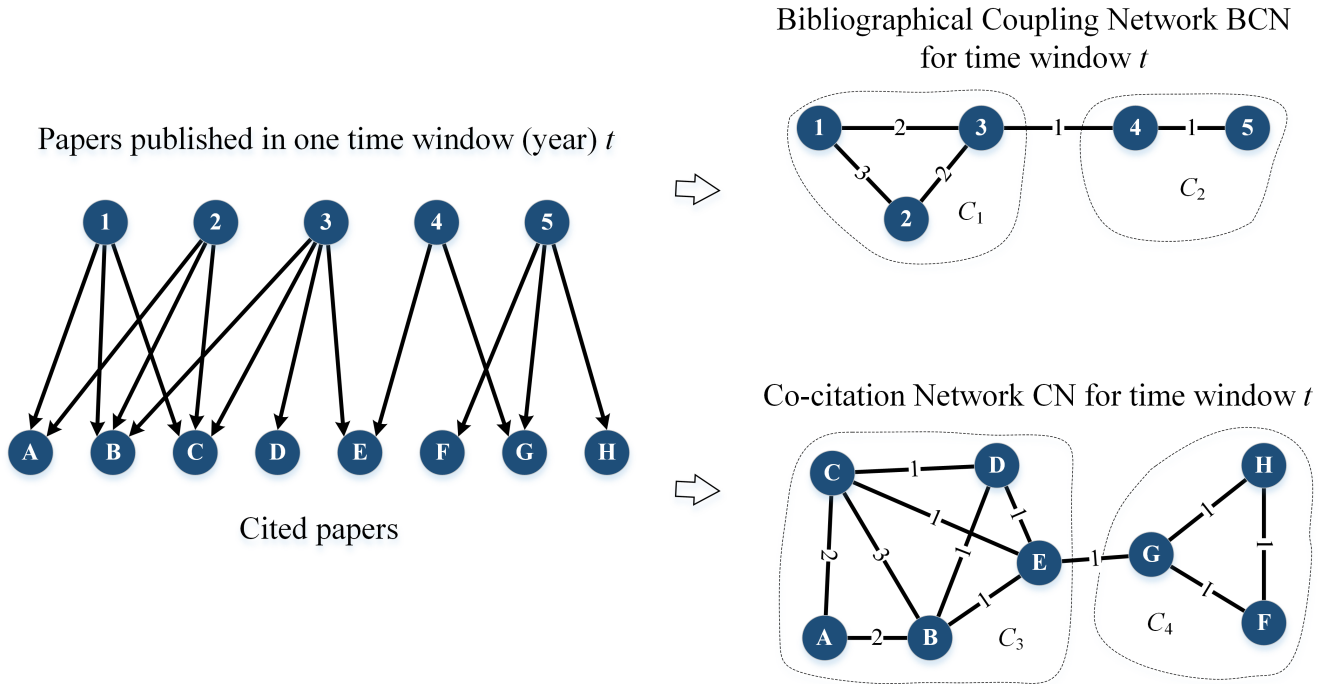 Papers published in one time window (year) t
1 2 3 4 5
A B C D E F G H
Cited papers
Bibliographical Coupling Network BCN
for time window t
1 2 3 1 4 1 5
3 2
2 C1 C2
Co-citation Network CN for time window t
C 1 D H
1 1 1
2 3 1 E 1 G 1
1 1
A 2 B C3 C4 F